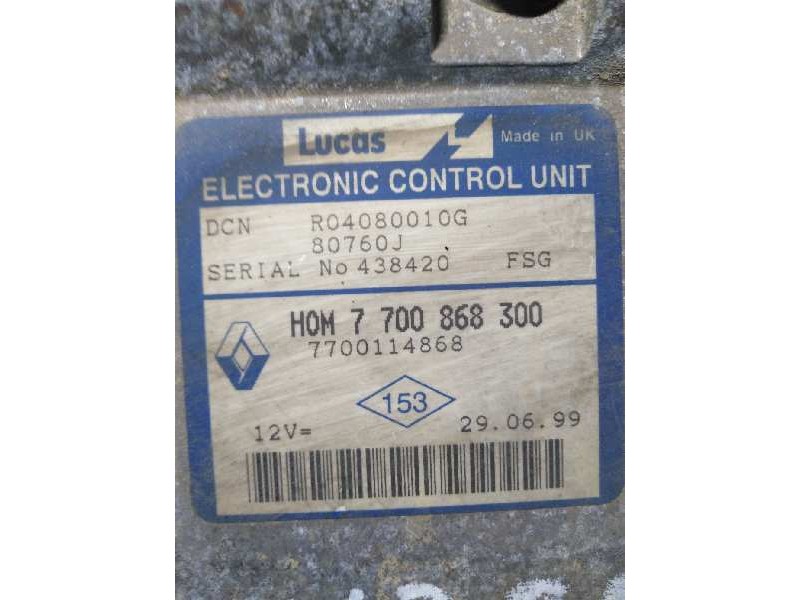 Lucas
Made in UK
ELECTRONIC CONTROL UNIT
DCN R04080010G
80760J
SERIAL No 438420 FSG
HOM 7 700 868 300
7700114868
153
12V= 29.06.99